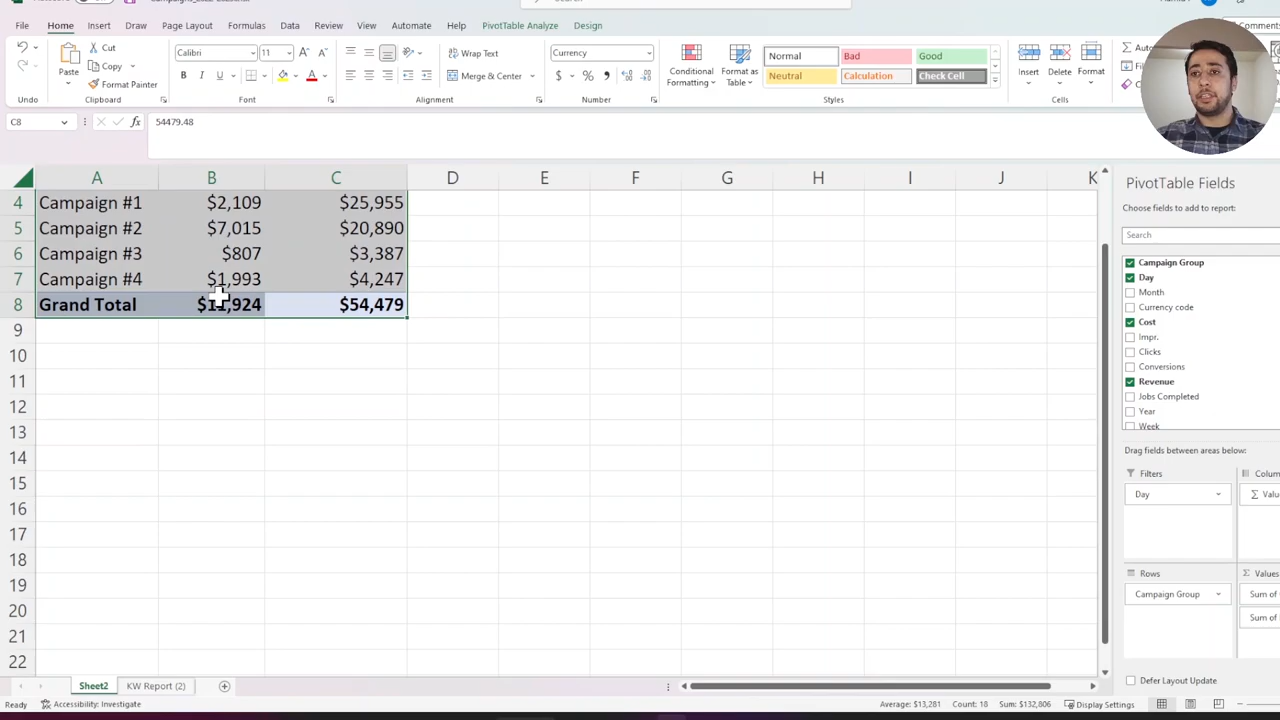 Home Insert Draw Page Layout Formulas Data Review View Automate Help PivotTable Analyze Design
Comments
Paste Cut
Copy
Format Painter
Calibri 11
B I U
Wrap Text
Merge & Center
Currency
$ % ,
Conditional Formatting
Format as Table
Normal Bad Good
Neutral Calculation Check Cell
Insert Delete Format
Undo Clipboard Font Alignment Number Styles Cells
C8 fx 54479.48
A B C D E F G H I J K
4 Campaign #1 $2,109 $25,955
5 Campaign #2 $7,015 $20,890
6 Campaign #3 $807 $3,387
7 Campaign #4 $1,993 $4,247
8 Grand Total $11,924 $54,479
9
10
11
12
13
14
15
16
17
18
19
20
21
22
PivotTable Fields
Choose fields to add to report:
Search
Campaign Group
Day
Month
Currency code
Cost
Impr.
Clicks
Conversions
Revenue
Jobs Completed
Year
Week
Drag fields between areas below:
Filters
Day
Rows Values
Campaign Group Sum of
Sum of
Defer Layout Update
Sheet2 KW Report (2)
Ready Accessibility: Investigate Average: $13,281 Count: 18 Sum: $132,806 Display Settings